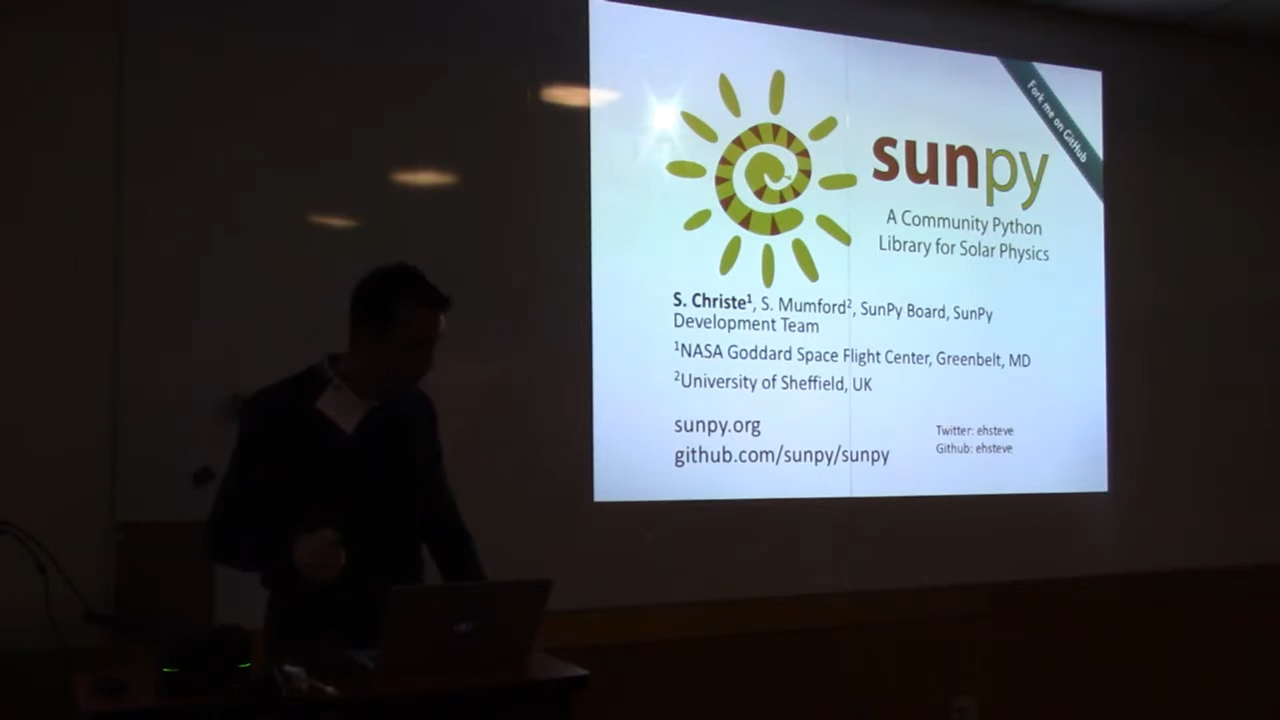 Fork me on GitHub
sunpy
A Community Python
Library for Solar Physics
S. Christe¹, S. Mumford², SunPy Board, SunPy
Development Team
¹NASA Goddard Space Flight Center, Greenbelt, MD
²University of Sheffield, UK
sunpy.org
github.com/sunpy/sunpy
Twitter: ehsteve
Github: ehsteve